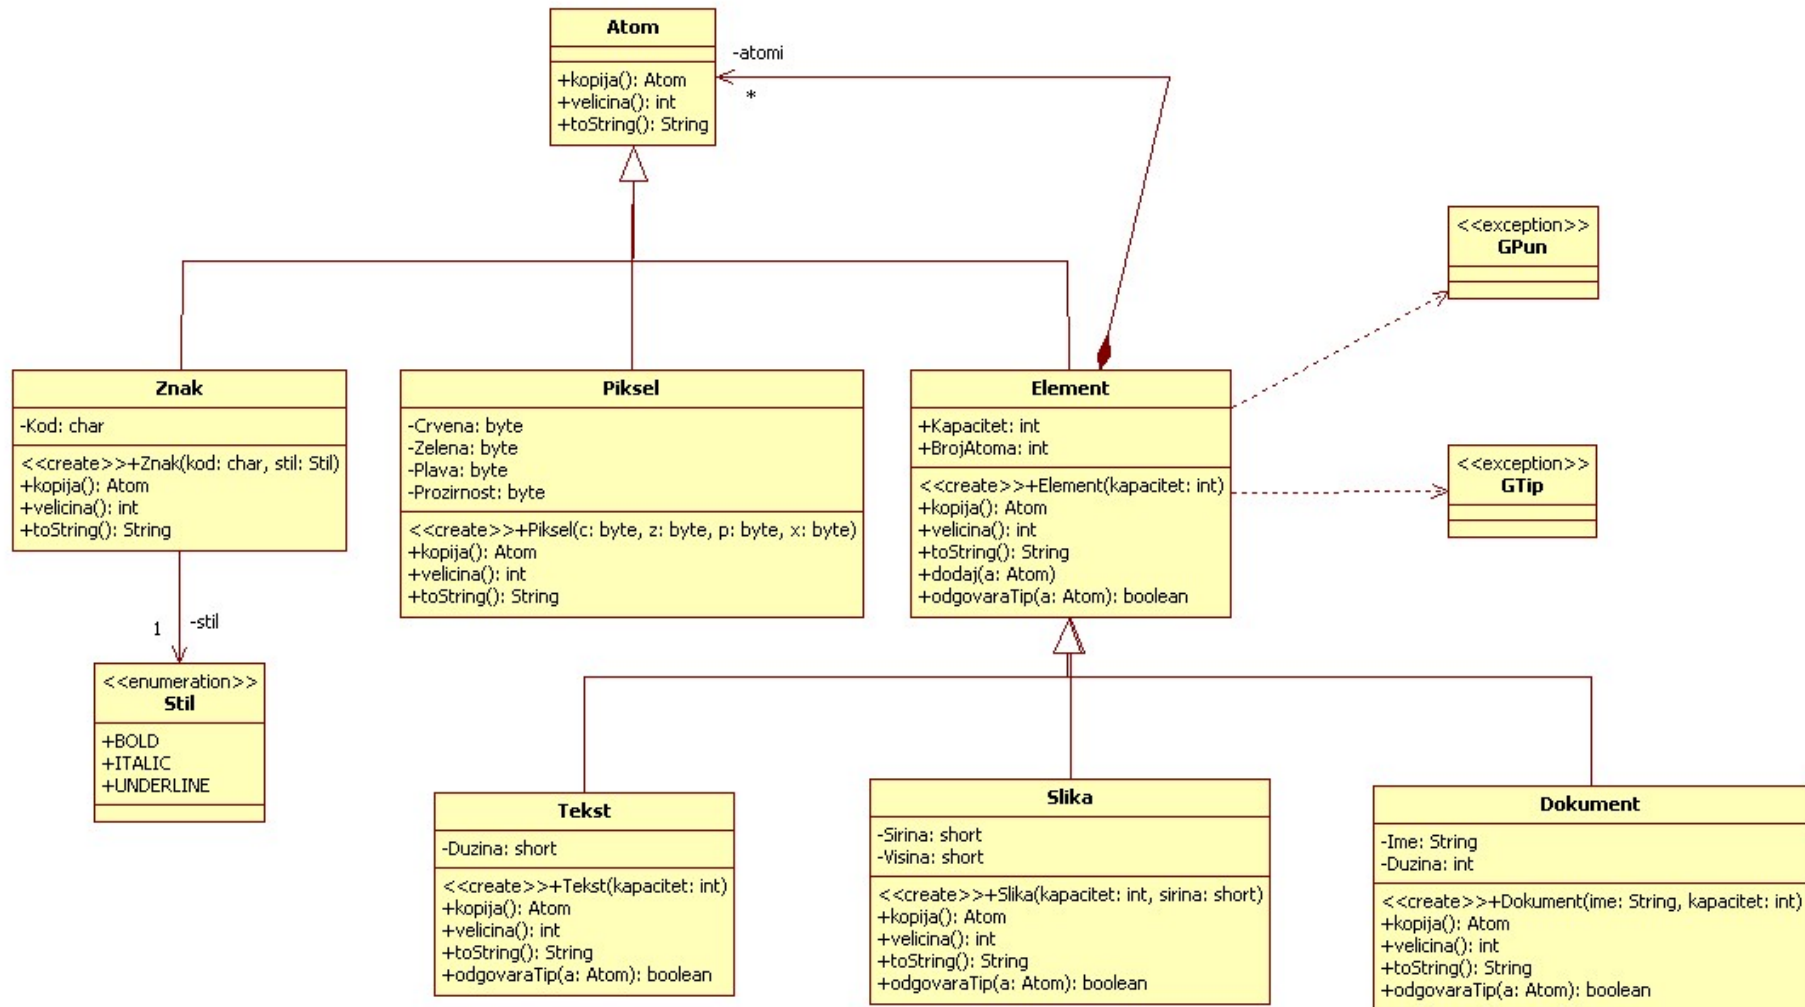 Atom
+kopija(): Atom
+velicina(): int
+toString(): String
-atomi
*
<<exception>>
GPun
<<exception>>
GTip
Znak
-Kod: char
<<create>>+Znak(kod: char, stil: Stil)
+kopija(): Atom
+velicina(): int
+toString(): String
Piksel
-Crvena: byte
-Zelena: byte
-Plava: byte
-Prozirnost: byte
<<create>>+Piksel(c: byte, z: byte, p: byte, x: byte)
+kopija(): Atom
+velicina(): int
+toString(): String
Element
+Kapacitet: int
+BrojAtoma: int
<<create>>+Element(kapacitet: int)
+kopija(): Atom
+velicina(): int
+toString(): String
+dodaj(a: Atom)
+odgovaraTip(a: Atom): boolean
1
-stil
<<enumeration>>
Stil
+BOLD
+ITALIC
+UNDERLINE
Tekst
-Duzina: short
<<create>>+Tekst(kapacitet: int)
+kopija(): Atom
+velicina(): int
+toString(): String
+odgovaraTip(a: Atom): boolean
Slika
-Sirina: short
-Visina: short
<<create>>+Slika(kapacitet: int, sirina: short)
+kopija(): Atom
+velicina(): int
+toString(): String
+odgovaraTip(a: Atom): boolean
Dokument
-Ime: String
-Duzina: int
<<create>>+Dokument(ime: String, kapacitet: int)
+kopija(): Atom
+velicina(): int
+toString(): String
+odgovaraTip(a: Atom): boolean